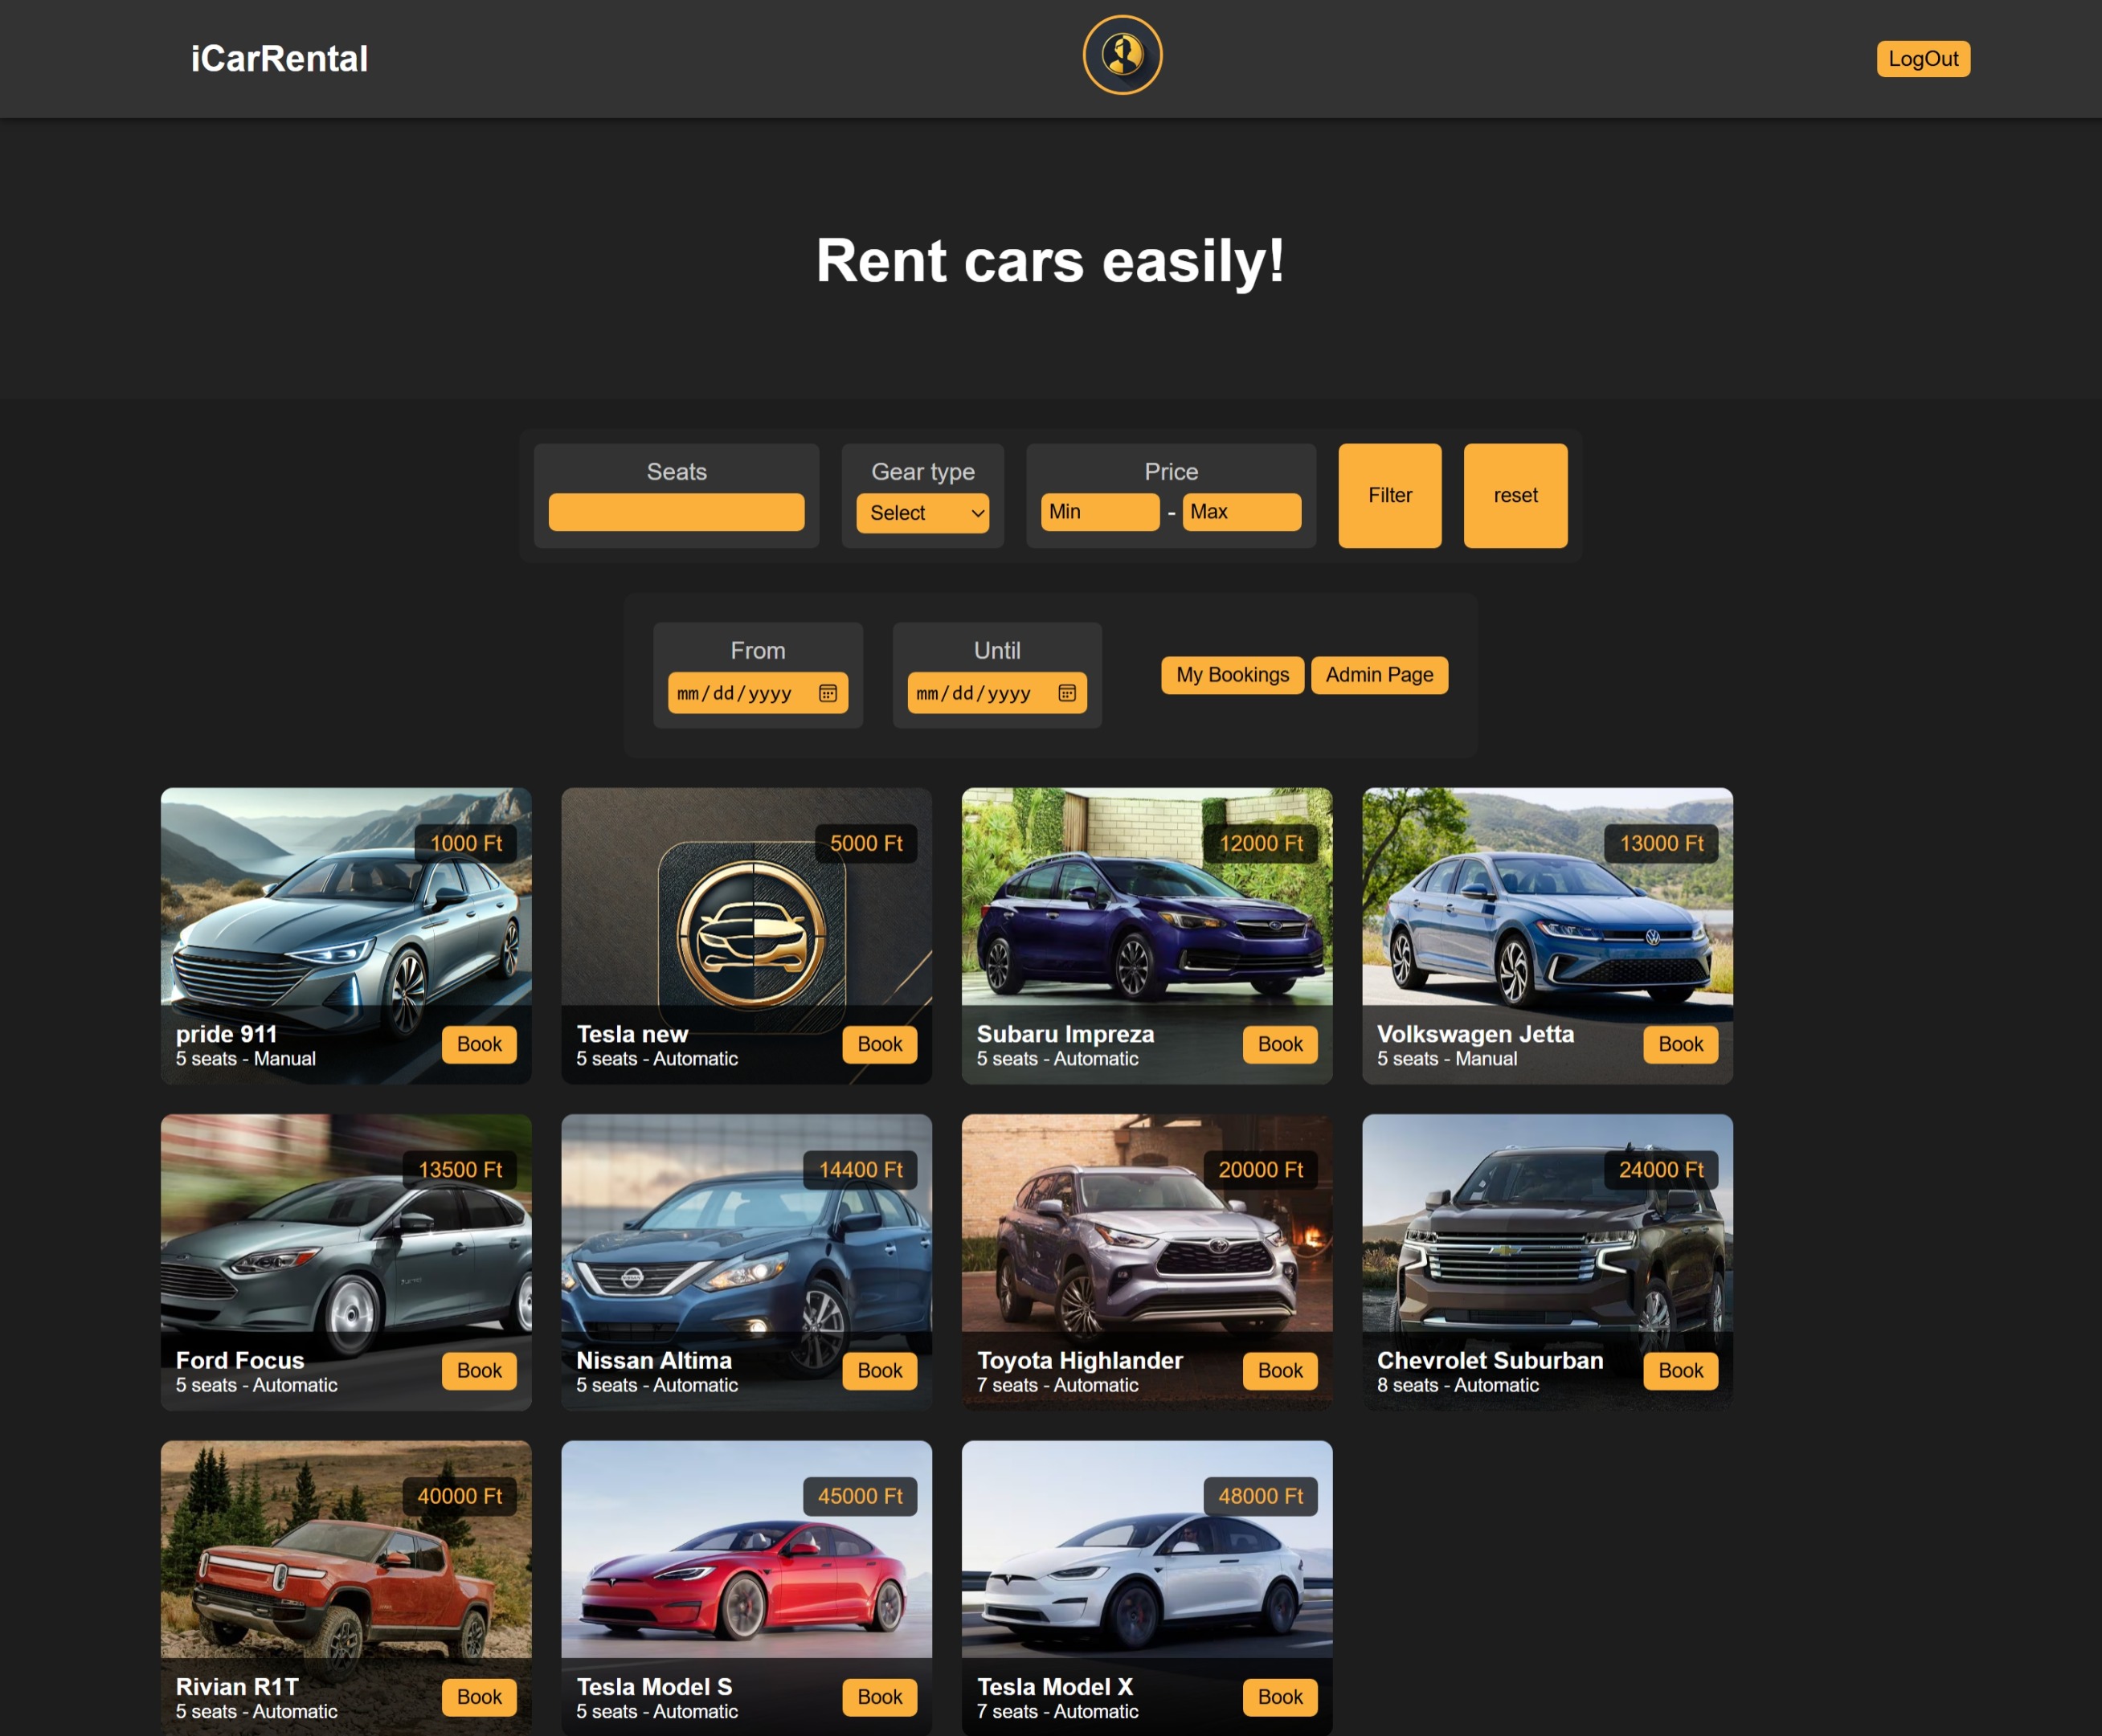 iCarRental
LogOut
Rent cars easily!
Seats
Gear type
Select
Price
Min - Max
Filter
reset
From
mm/dd/yyyy
Until
mm/dd/yyyy
My Bookings
Admin Page
1000 Ft
pride 911
5 seats - Manual
Book
5000 Ft
Tesla new
5 seats - Automatic
Book
12000 Ft
Subaru Impreza
5 seats - Automatic
Book
13000 Ft
Volkswagen Jetta
5 seats - Manual
Book
13500 Ft
Ford Focus
5 seats - Automatic
Book
14400 Ft
Nissan Altima
5 seats - Automatic
Book
20000 Ft
Toyota Highlander
7 seats - Automatic
Book
24000 Ft
Chevrolet Suburban
8 seats - Automatic
Book
40000 Ft
Rivian R1T
5 seats - Automatic
Book
45000 Ft
Tesla Model S
5 seats - Automatic
Book
48000 Ft
Tesla Model X
7 seats - Automatic
Book